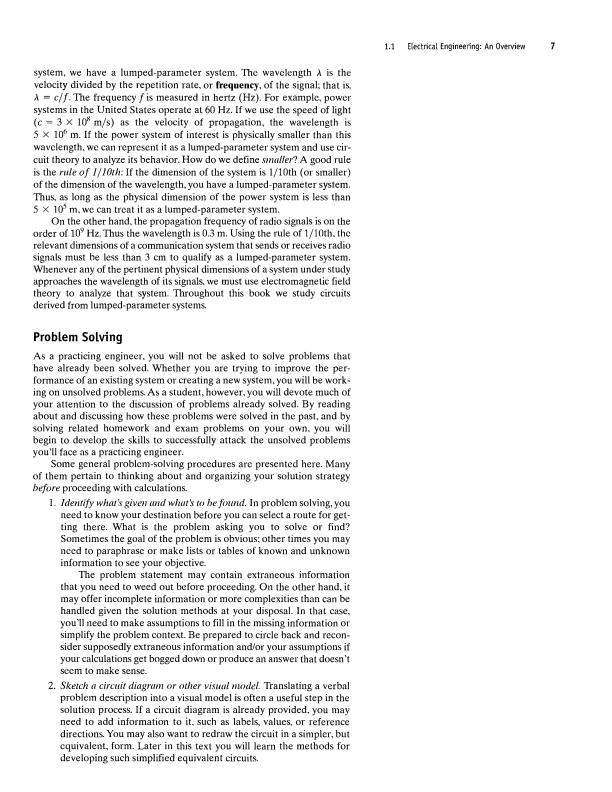 1.1 Electrical Engineering: An Overview 7
system, we have a lumped-parameter system. The wavelength λ is the
velocity divided by the repetition rate, or frequency, of the signal; that is,
λ = c/f. The frequency f is measured in hertz (Hz). For example, power
systems in the United States operate at 60 Hz. If we use the speed of light
(c = 3 × 10⁸ m/s) as the velocity of propagation, the wavelength is
5 × 10⁶ m. If the power system of interest is physically smaller than this
wavelength, we can represent it as a lumped-parameter system and use cir-
cuit theory to analyze its behavior. How do we define smaller? A good rule
is the rule of 1/10th: If the dimension of the system is 1/10th (or smaller)
of the dimension of the wavelength, you have a lumped-parameter system.
Thus, as long as the physical dimension of the power system is less than
5 × 10⁵ m, we can treat it as a lumped-parameter system.
On the other hand, the propagation frequency of radio signals is on the
order of 10⁹ Hz. Thus the wavelength is 0.3 m. Using the rule of 1/10th, the
relevant dimensions of a communication system that sends or receives radio
signals must be less than 3 cm to qualify as a lumped-parameter system.
Whenever any of the pertinent physical dimensions of a system under study
approaches the wavelength of its signals, we must use electromagnetic field
theory to analyze that system. Throughout this book we study circuits
derived from lumped-parameter systems.
Problem Solving
As a practicing engineer, you will not be asked to solve problems that
have already been solved. Whether you are trying to improve the per-
formance of an existing system or creating a new system, you will be work-
ing on unsolved problems. As a student, however, you will devote much of
your attention to the discussion of problems already solved. By reading
about and discussing how these problems were solved in the past, and by
solving related homework and exam problems on your own, you will
begin to develop the skills to successfully attack the unsolved problems
you'll face as a practicing engineer.
Some general problem-solving procedures are presented here. Many
of them pertain to thinking about and organizing your solution strategy
before proceeding with calculations.
1. Identify what's given and what's to be found. In problem solving, you
need to know your destination before you can select a route for get-
ting there. What is the problem asking you to solve or find?
Sometimes the goal of the problem is obvious; other times you may
need to paraphrase or make lists or tables of known and unknown
information to see your objective.
The problem statement may contain extraneous information
that you need to weed out before proceeding. On the other hand, it
may offer incomplete information or more complexities than can be
handled given the solution methods at your disposal. In that case,
you'll need to make assumptions to fill in the missing information or
simplify the problem context. Be prepared to circle back and recon-
sider supposedly extraneous information and/or your assumptions if
your calculations get bogged down or produce an answer that doesn't
seem to make sense.
2. Sketch a circuit diagram or other visual model. Translating a verbal
problem description into a visual model is often a useful step in the
solution process. If a circuit diagram is already provided, you may
need to add information to it, such as labels, values, or reference
directions. You may also want to redraw the circuit in a simpler, but
equivalent, form. Later in this text you will learn the methods for
developing such simplified equivalent circuits.